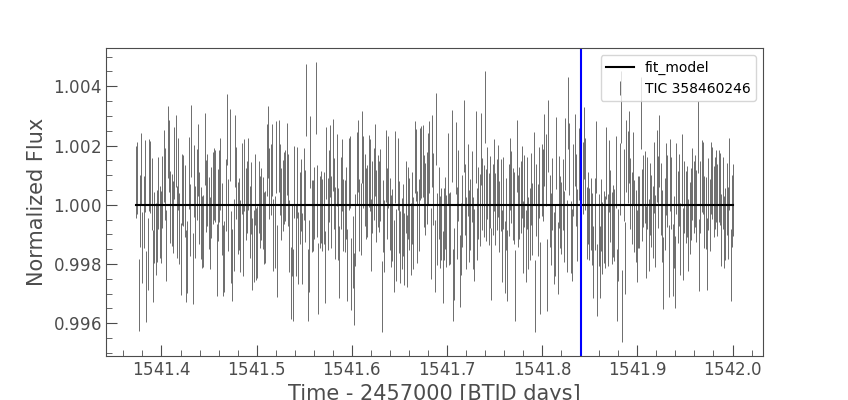 fit_model
TIC 358460246
1.004
1.002
1.000
0.998
0.996
Normalized Flux
1541.4 1541.5 1541.6 1541.7 1541.8 1541.9 1542.0
Time - 2457000 [BTJD days]